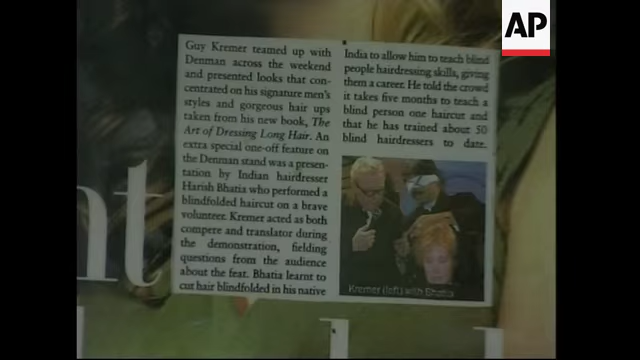 AP
Guy Kremer teamed up with
Denman across the weekend
and presented looks that con-
centrated on his signature men's
styles and gorgeous hair ups
taken from his new book, The
Art of Dressing Long Hair. An
extra special one-off feature on
the Denman stand was a presen-
tation by Indian hairdresser
Harish Bhatia who performed a
blindfolded haircut on a brave
volunteer. Kremer acted as both
compere and translator during
the demonstration, fielding
questions from the audience
about the feat. Bhatia learnt to
cut hair blindfolded in his native
India to allow him to teach blind
people hairdressing skills, giving
them a career. He told the crowd
it takes five months to teach a
blind person one haircut and
that he has trained about 50
blind hairdressers to date.
Kremer (left) with Bhatia
nt